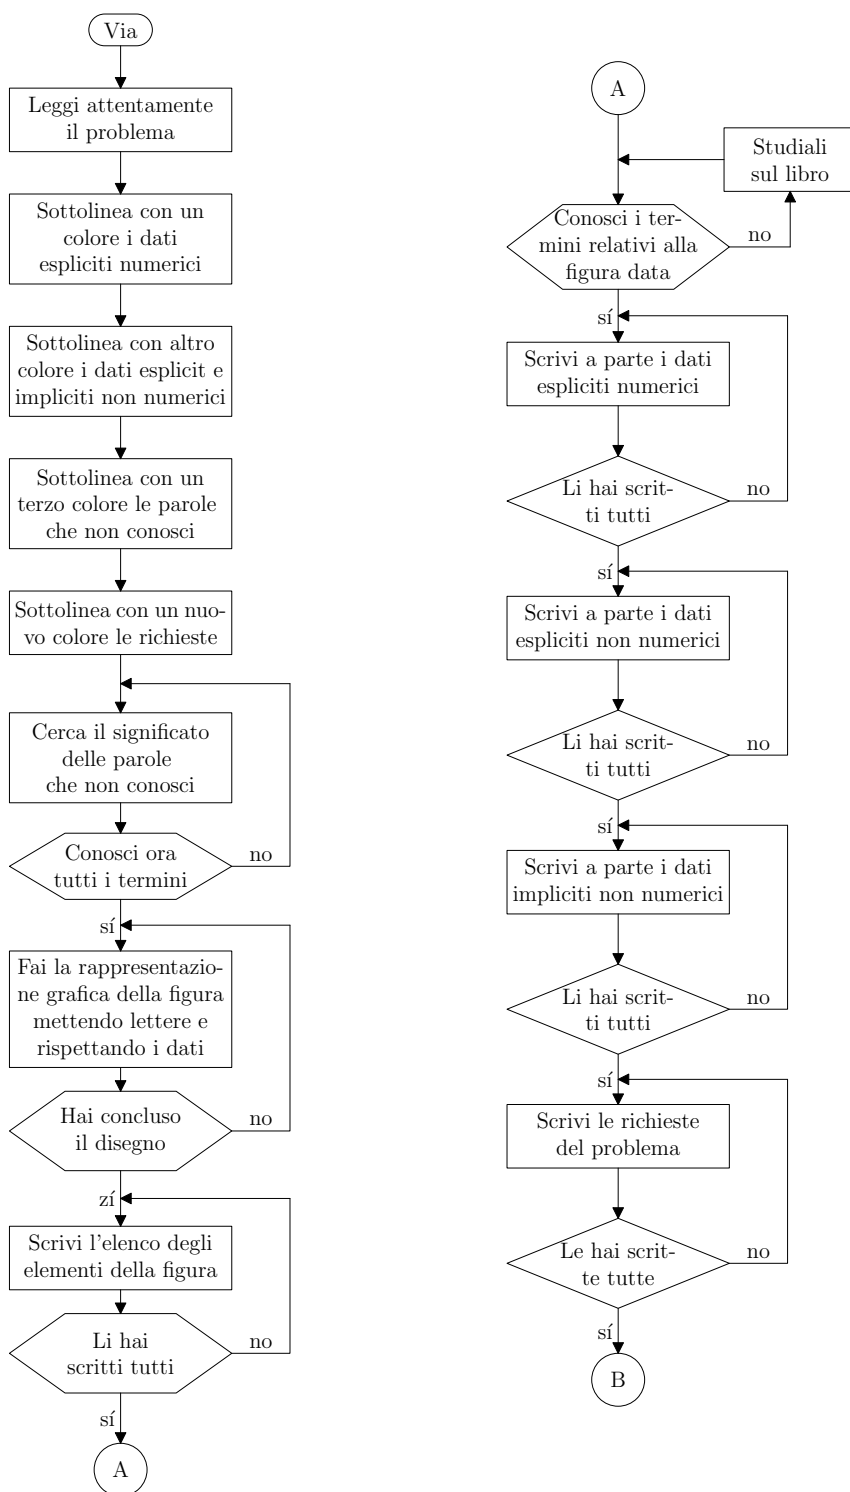 Via
Leggi attentamente
il problema
Sottolinea con un
colore i dati
espliciti numerici
Sottolinea con altro
colore i dati esplicit e
impliciti non numerici
Sottolinea con un
terzo colore le parole
che non conosci
Sottolinea con un nuo-
vo colore le richieste
Cerca il significato
delle parole
che non conosci
Conosci ora
tutti i termini
no
sí
Fai la rappresentazio-
ne grafica della figura
mettendo lettere e
rispettando i dati
Hai concluso
il disegno
no
zí
Scrivi l'elenco degli
elementi della figura
Li hai
scritti tutti
no
sí
A
A
Studiali
sul libro
Conosci i ter-
mini relativi alla
figura data
no
sí
Scrivi a parte i dati
espliciti numerici
Li hai scrit-
ti tutti
no
sí
Scrivi a parte i dati
espliciti non numerici
Li hai scrit-
ti tutti
no
sí
Scrivi a parte i dati
impliciti non numerici
Li hai scrit-
ti tutti
no
sí
Scrivi le richieste
del problema
Le hai scrit-
te tutte
no
sí
B